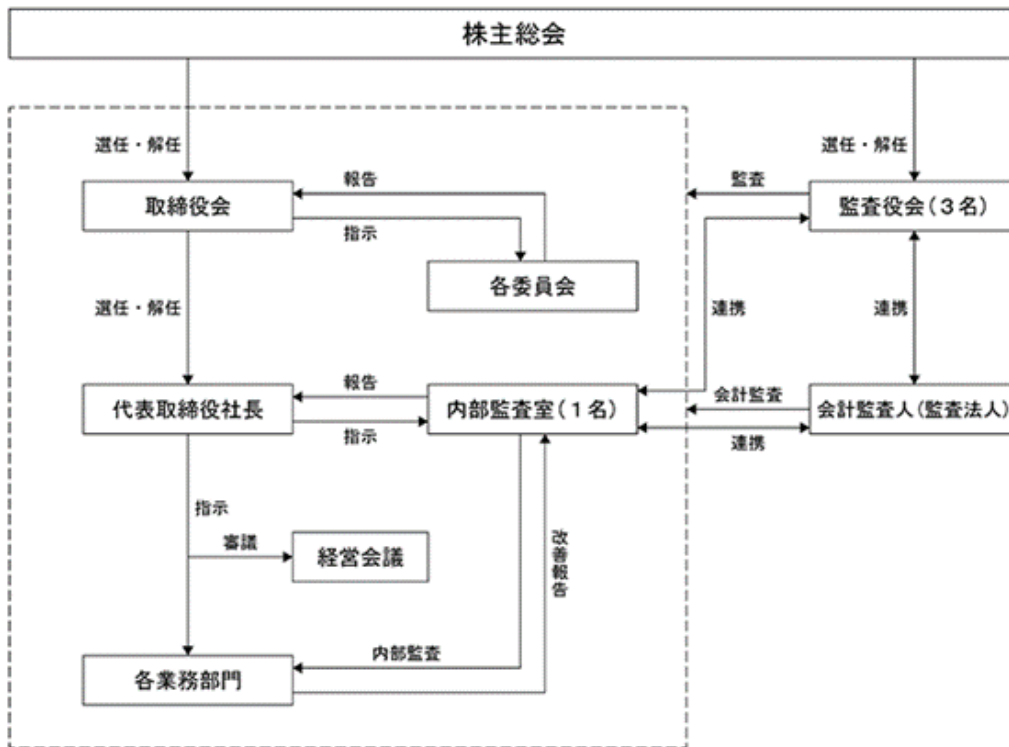 株主総会
選任・解任
選任・解任
取締役会
報告
指示
監査
監査役会(3名)
各委員会
選任・解任
連携
連携
代表取締役社長
報告
指示
内部監査室(1名)
会計監査
連携
会計監査人(監査法人)
指示
審議
経営会議
改善報告
内部監査
各業務部門